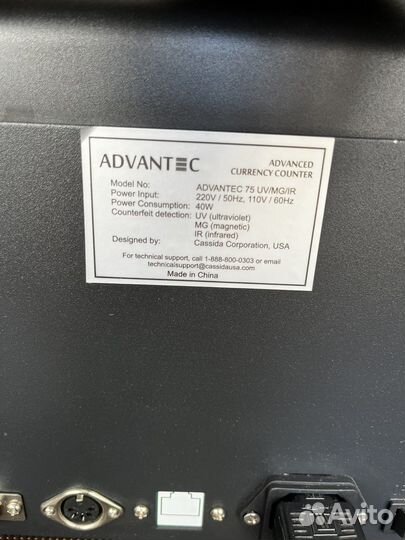 ADVANTEC
ADVANCED
CURRENCY COUNTER
Model No: ADVANTEC 75 UV/MG/IR
Power Input: 220V / 50Hz, 110V / 60Hz
Power Consumption: 40W
Counterfeit detection: UV (ultraviolet)
MG (magnetic)
IR (infrared)
Designed by: Cassida Corporation, USA
For technical support, call 1-888-800-0303 or email
technicalsupport@cassidausa.com
Made in China
Avito